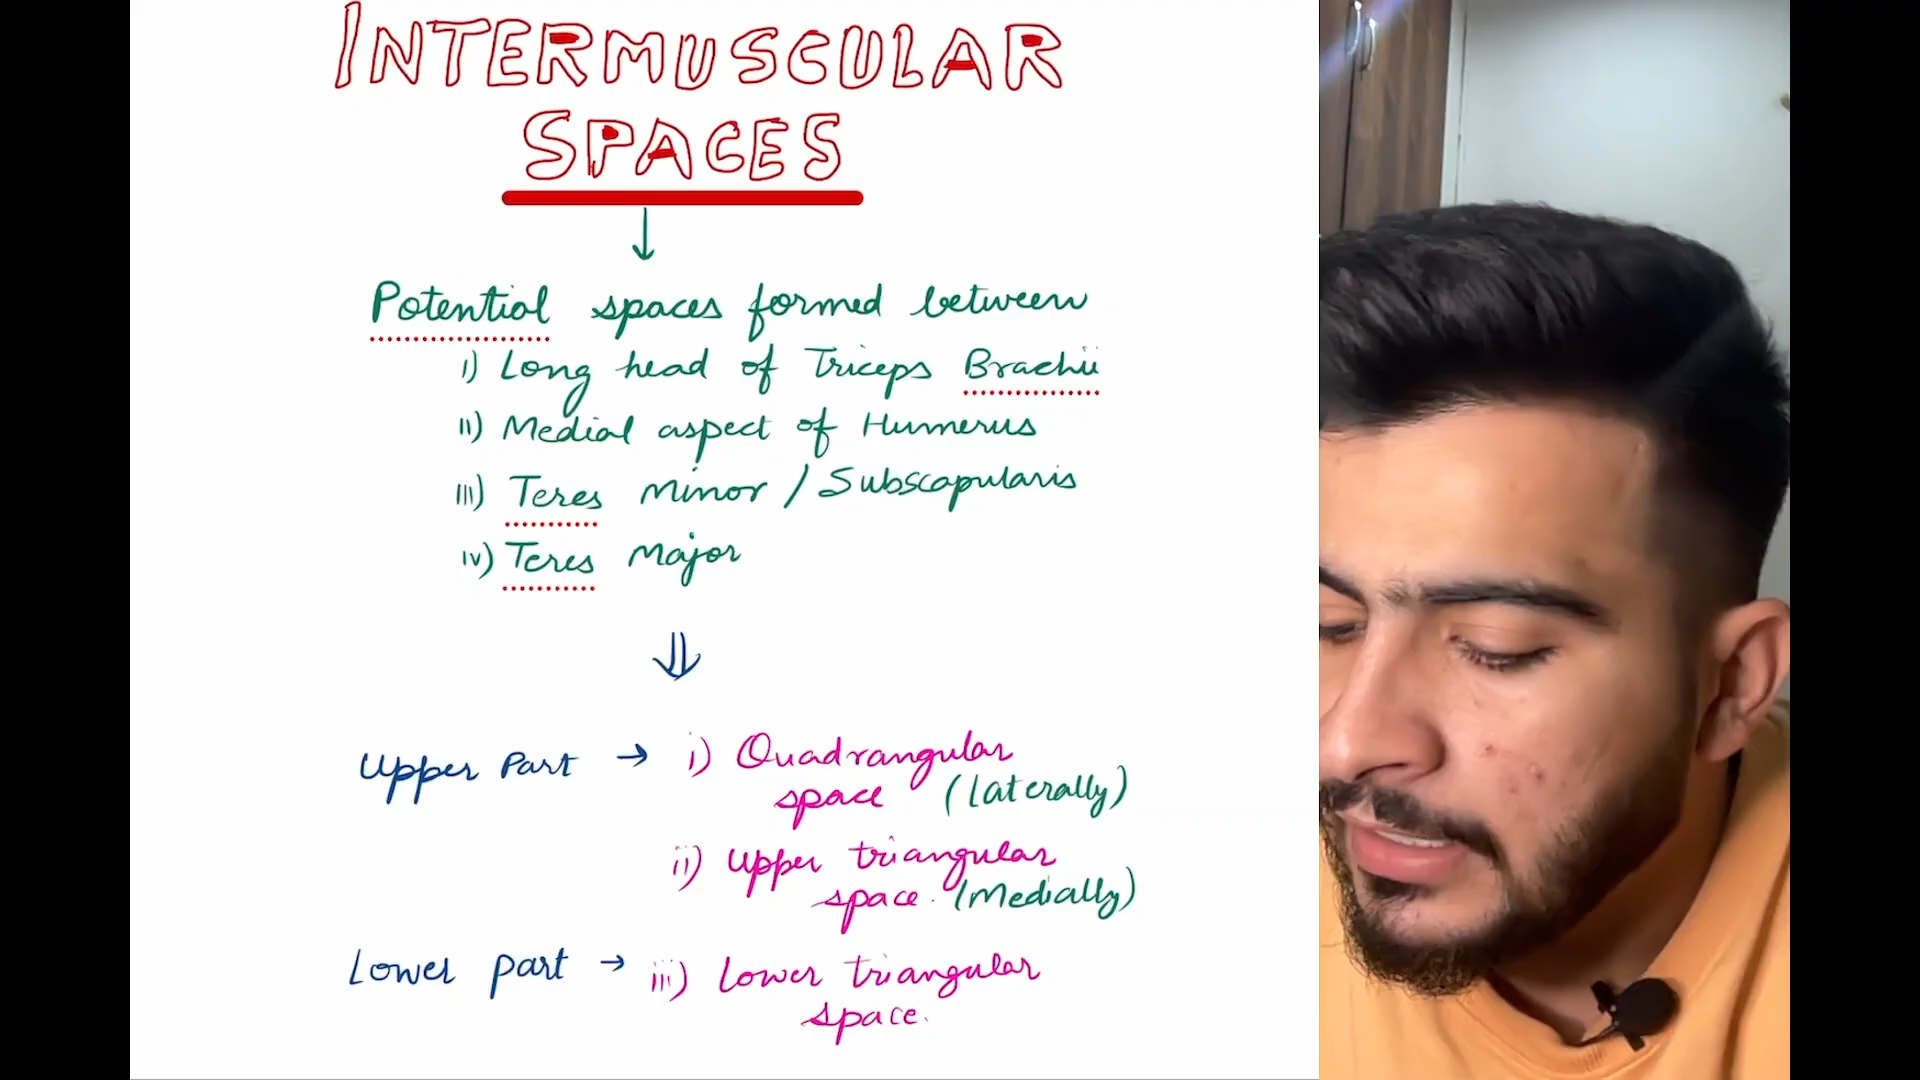 INTERMUSCULAR
SPACES
Potential spaces formed between
i) Long head of Triceps Brachii
ii) Medial aspect of Humerus
iii) Teres Minor / Subscapularis
iv) Teres Major
Upper Part → i) Quadrangular
space (laterally)
ii) Upper triangular
space. (Medially)
Lower part → iii) Lower triangular
space.